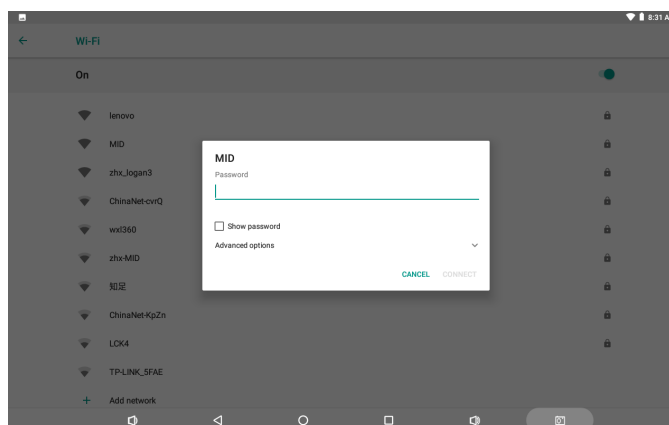 8:31 A
Wi-Fi
On
lenovo
MID
zhx_logan3
ChinaNet-cvrQ
wxl360
zhx-MID
知足
ChinaNet-KpZn
LCK4
TP-LINK_5FAE
Add network
MID
Password
Show password
Advanced options
CANCEL CONNECT